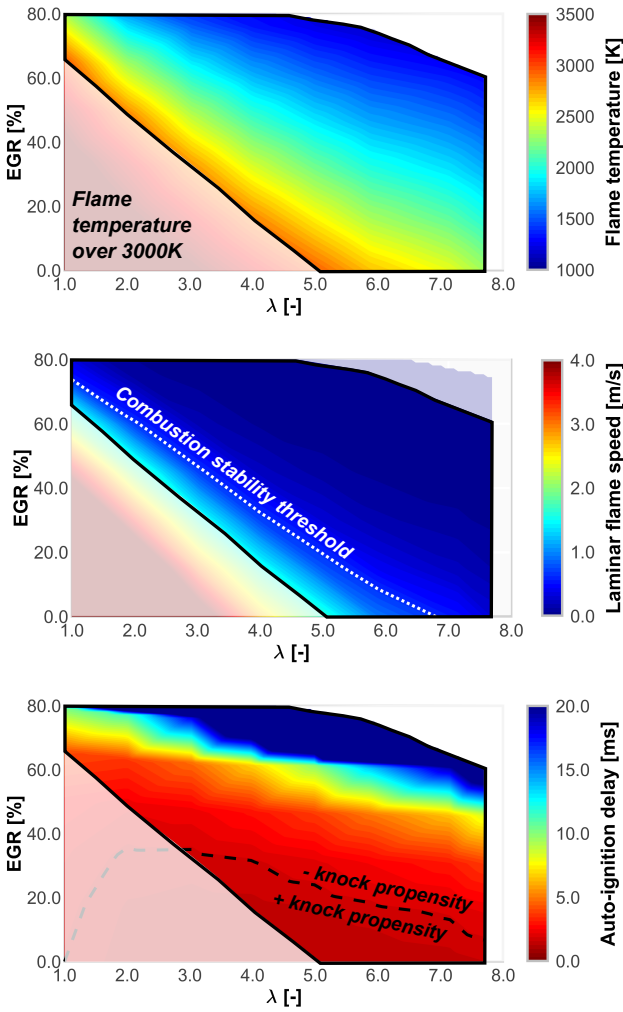 80.0
60.0
40.0
20.0
0.0
EGR [%]
Flame
temperature
over 3000K
1.0 2.0 3.0 4.0 5.0 6.0 7.0 8.0
λ [-]
3500
3000
2500
2000
1500
1000
Flame temperature [K]
80.0
60.0
40.0
20.0
0.0
EGR [%]
Combustion stability threshold
1.0 2.0 3.0 4.0 5.0 6.0 7.0 8.0
λ [-]
4.0
3.0
2.0
1.0
0.0
Laminar flame speed [m/s]
80.0
60.0
40.0
20.0
0.0
EGR [%]
- knock propensity
+ knock propensity
1.0 2.0 3.0 4.0 5.0 6.0 7.0 8.0
λ [-]
20.0
15.0
10.0
5.0
0.0
Auto-ignition delay [ms]